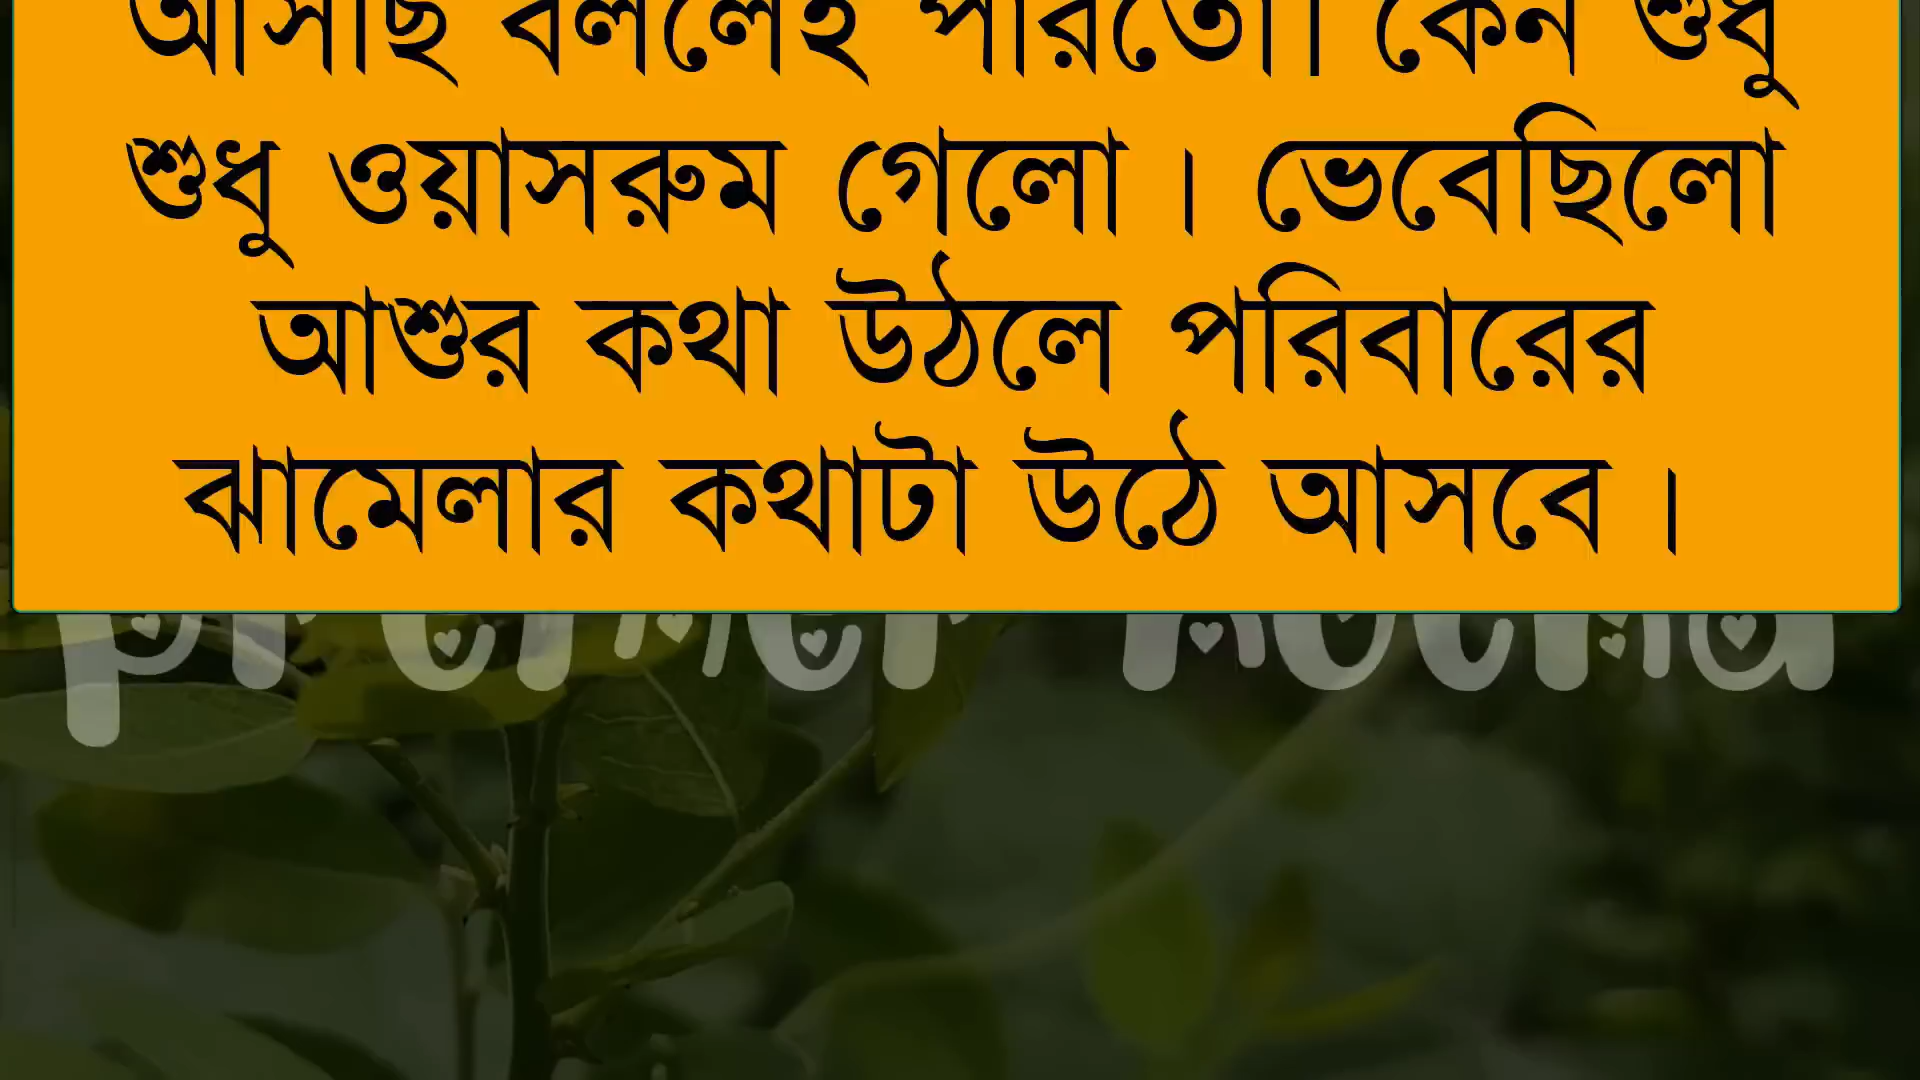 আসছি বললেই পারতো। কেন শুধু
শুধু ওয়াসরুম গেলো । ভেবেছিলো
আশুর কথা উঠলে পরিবারের
ঝামেলার কথাটা উঠে আসবে ।